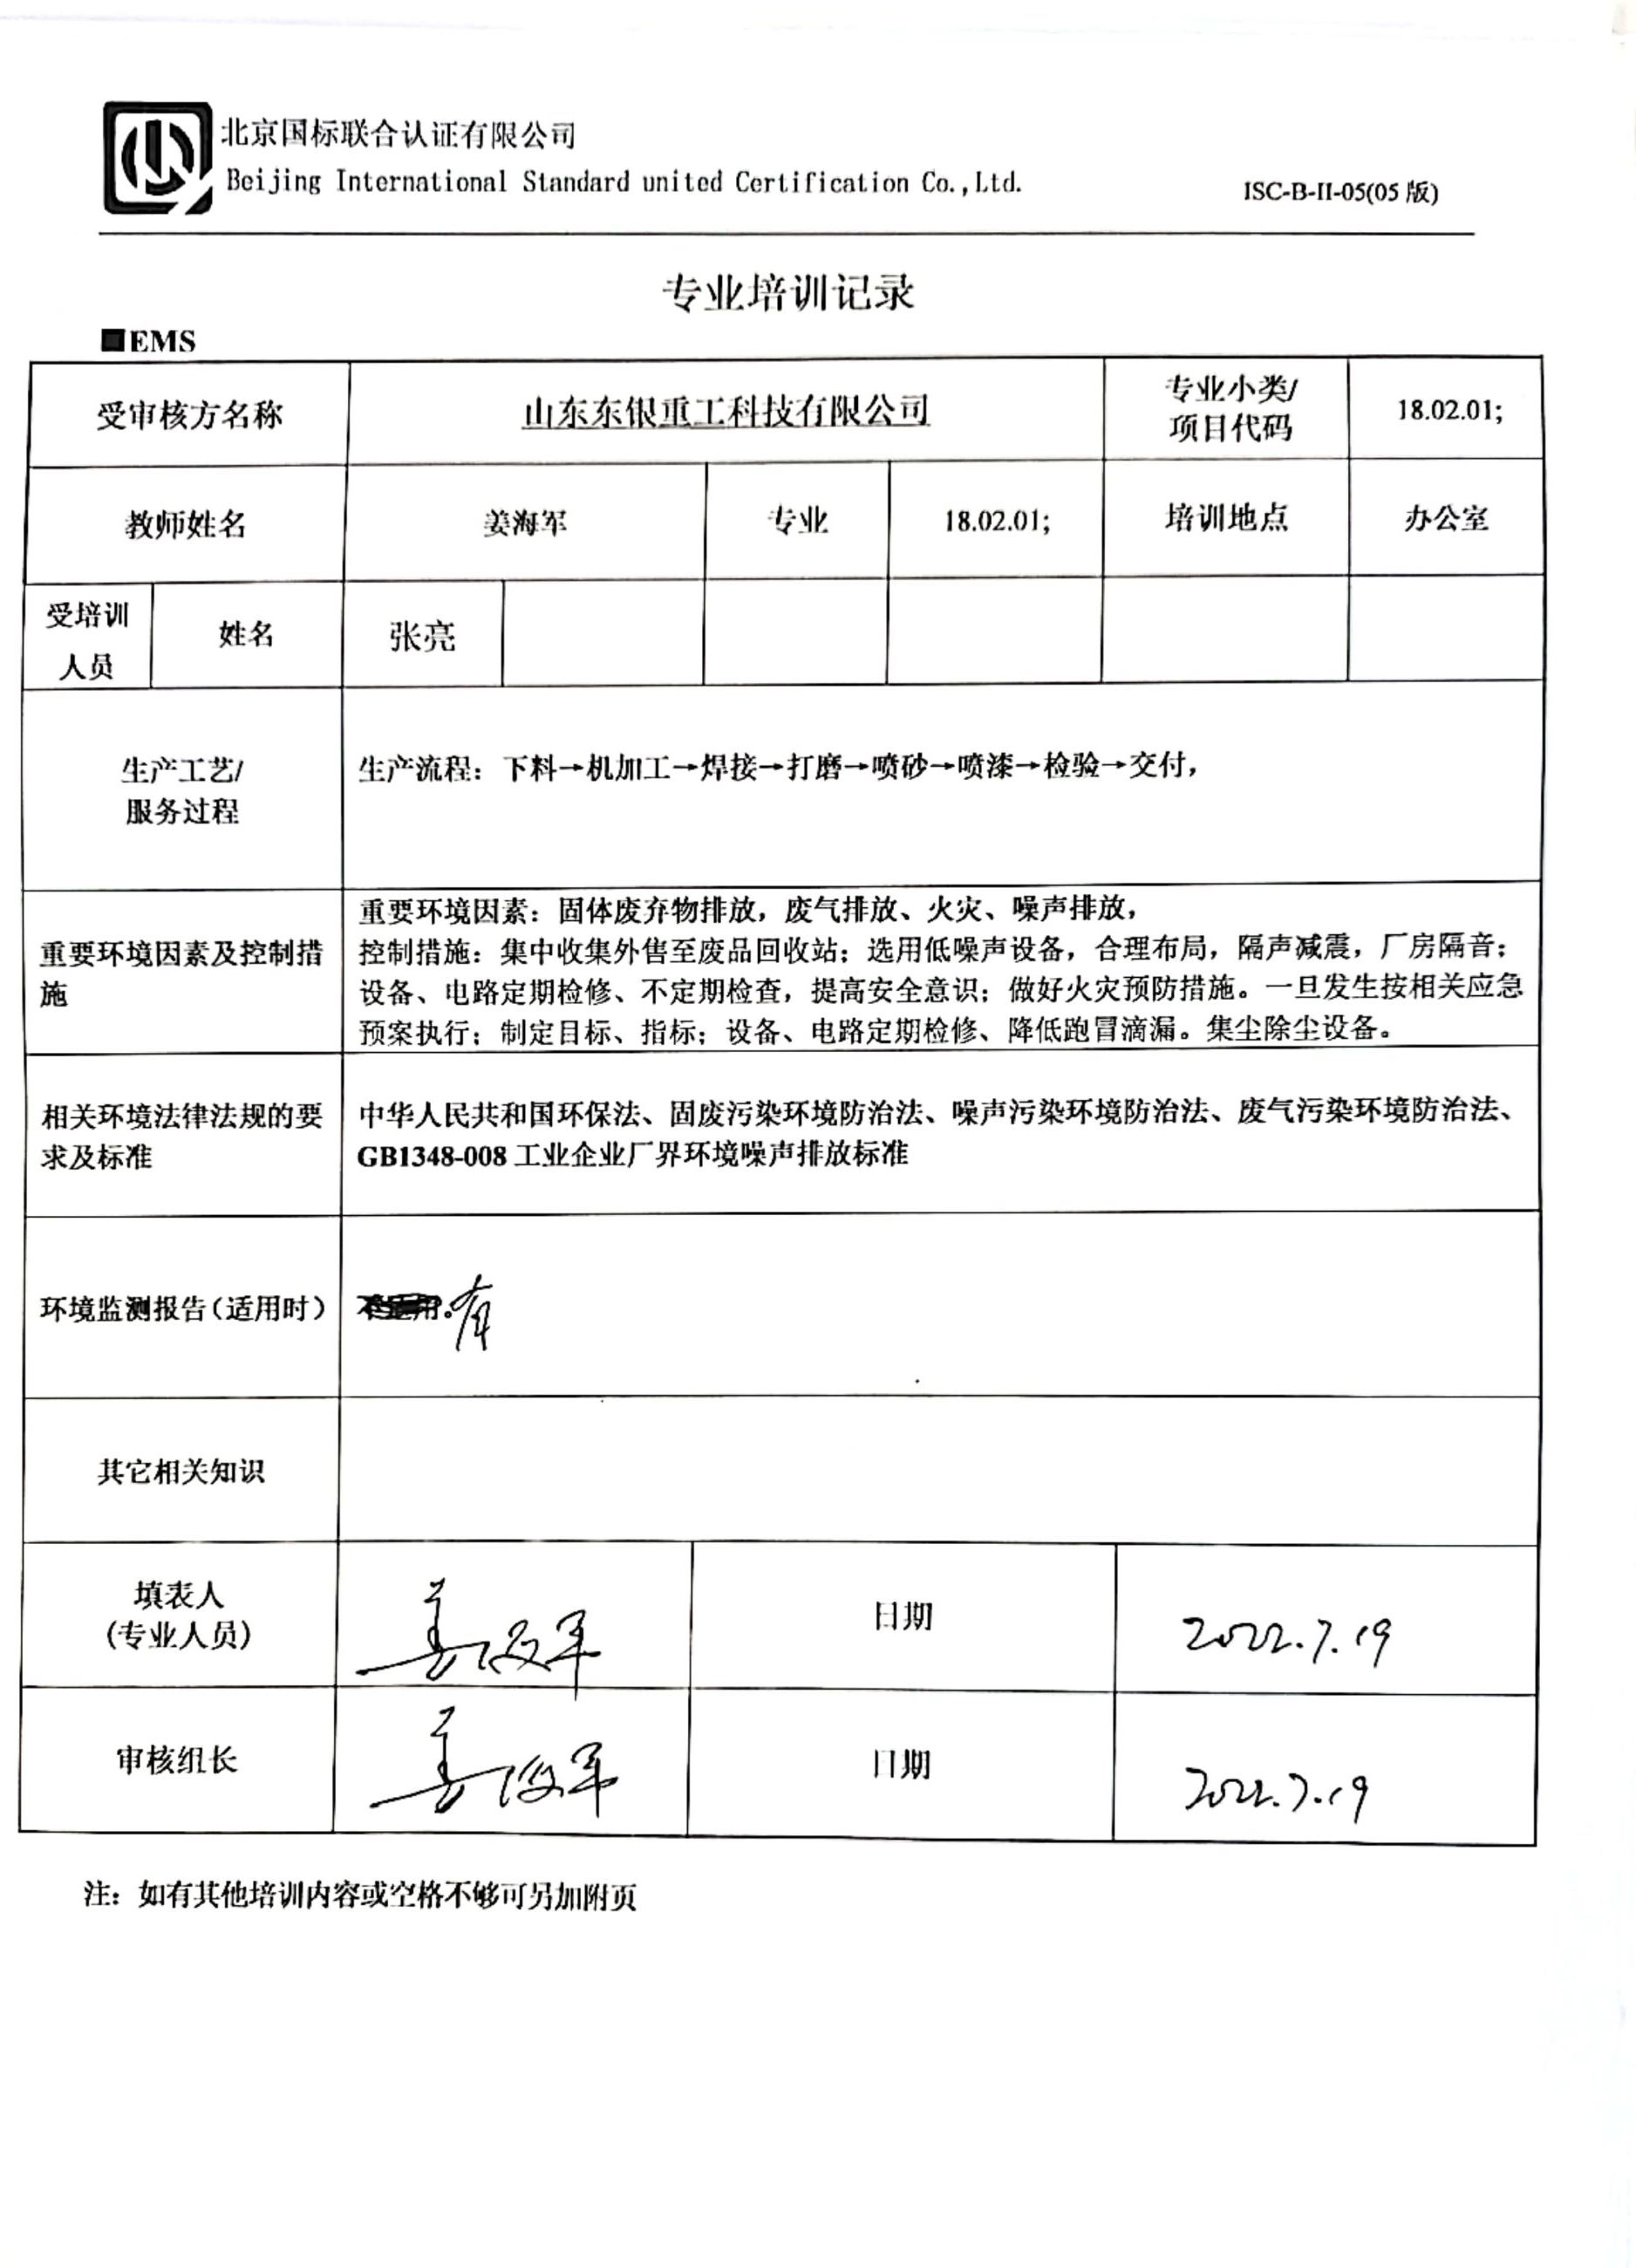 北京国标联合认证有限公司
Beijing International Standard united Certification Co.,Ltd.
ISC-B-II-05(05 版)
专业培训记录
■EMS
受审核方名称 山东东银重工科技有限公司 专业小类/ 18.02.01;
项目代码
教师姓名 姜海军 专业 18.02.01; 培训地点 办公室
受培训
人员
姓名 张亮
生产工艺/
服务过程
生产流程：下料→机加工→焊接→打磨→喷砂→喷漆→检验→交付，
重要环境因素及控制措
施
重要环境因素：固体废弃物排放，废气排放、火灾、噪声排放，
控制措施：集中收集外售至废品回收站；选用低噪声设备，合理布局，隔声减震，厂房隔音；
设备、电路定期检修、不定期检查，提高安全意识；做好火灾预防措施。一旦发生按相关应急
预案执行；制定目标、指标；设备、电路定期检修、降低跑冒滴漏。集尘除尘设备。
相关环境法律法规的要
求及标准
中华人民共和国环保法、固废污染环境防治法、噪声污染环境防治法、废气污染环境防治法、
GB1348-008 工业企业厂界环境噪声排放标准
环境监测报告（适用时） 有
其它相关知识
填表人
（专业人员）
日期 2022.7.19
审核组长 日期 2022.7.19
注：如有其他培训内容或空格不够可另加附页